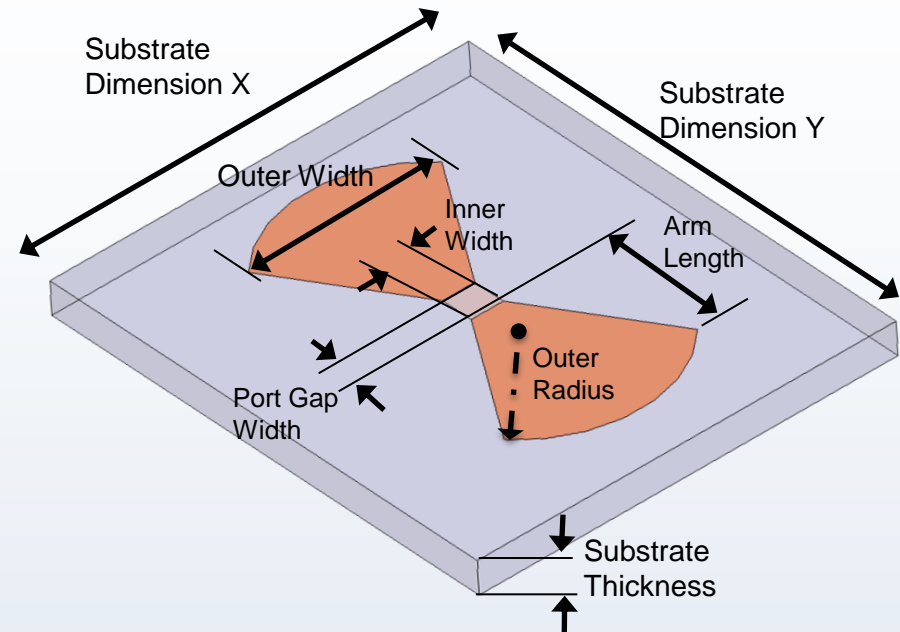 Substrate
Dimension X
Substrate
Dimension Y
Outer Width
Inner
Width
Arm
Length
Outer
Radius
Port Gap
Width
Substrate
Thickness